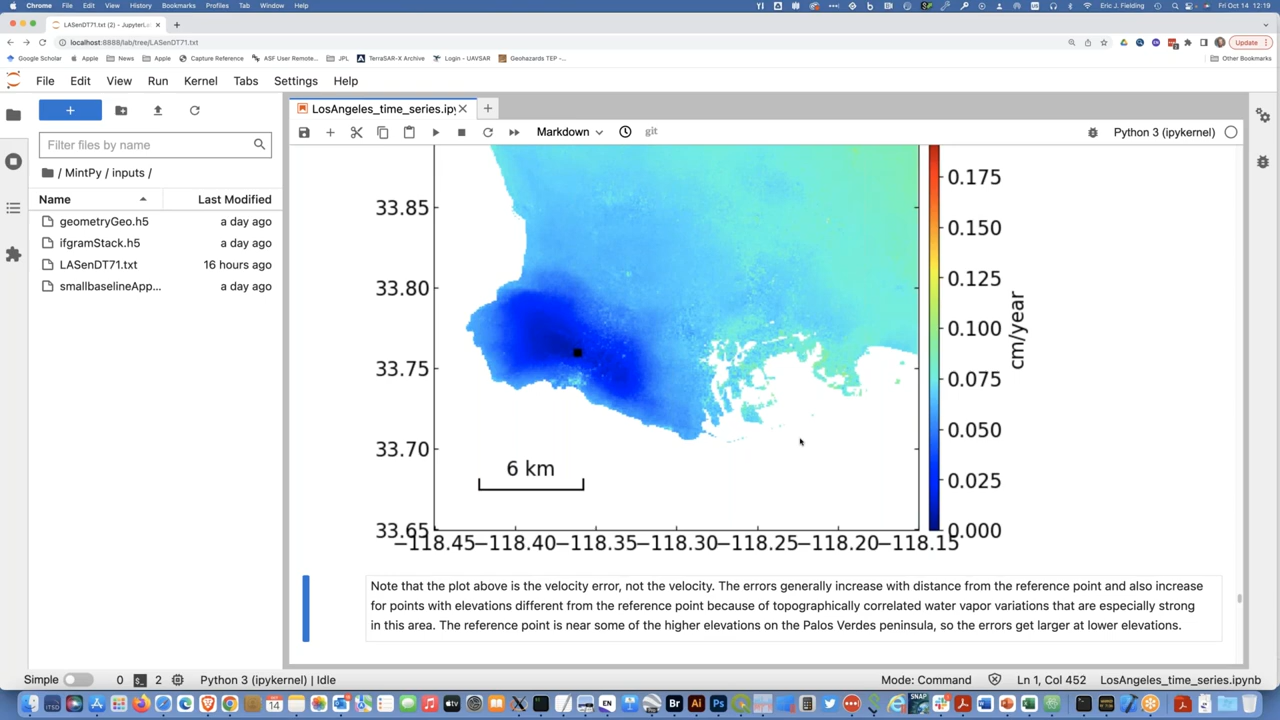 Chrome File Edit View History Bookmarks Profiles Tab Window Help
Eric J. Fielding Fri Oct 14 12:19
LASenDT71.txt (2) - JupyterL
localhost:8888/lab/tree/LASenDT71.txt
Update
Google Scholar Apple News Apple Capture Reference JPL ASF User Remote... TerraSAR-X Archive Login - UAVSAR Geohazards TEP -...
Other Bookmarks
File Edit View Run Kernel Tabs Settings Help
+
LosAngeles_time_series.ipy
Filter files by name
Markdown
git
Python 3 (ipykernel)
/ MintPy / inputs /
Name Last Modified
geometryGeo.h5 a day ago
ifgramStack.h5 a day ago
LASenDT71.txt 16 hours ago
smallbaselineApp... a day ago
33.85
33.80
33.75
33.70
33.65
6 km
−118.45 −118.40 −118.35 −118.30 −118.25 −118.20 −118.15
0.175
0.150
0.125
0.100
0.075
0.050
0.025
0.000
cm/year
Note that the plot above is the velocity error, not the velocity. The errors generally increase with distance from the reference point and also increase
for points with elevations different from the reference point because of topographically correlated water vapor variations that are especially strong
in this area. The reference point is near some of the higher elevations on the Palos Verdes peninsula, so the errors get larger at lower elevations.
Simple 0 2 Python 3 (ipykernel) | Idle
Mode: Command Ln 1, Col 452 LosAngeles_time_series.ipynb